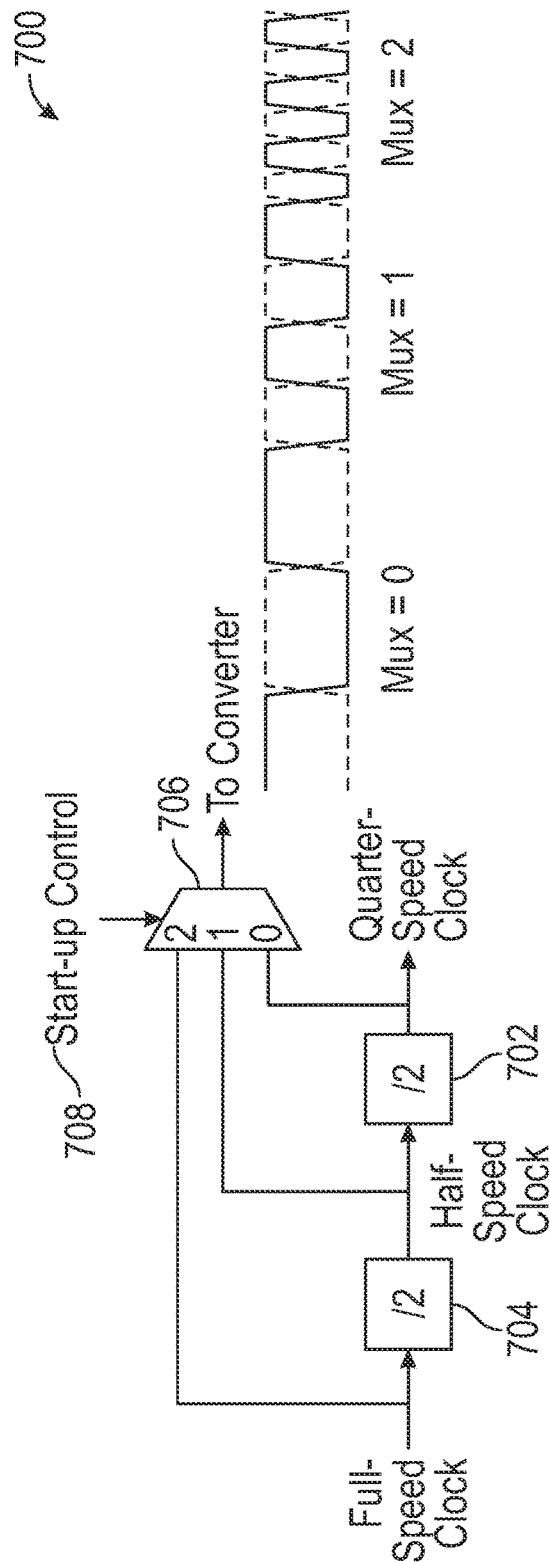 700
708
Start-up Control
706
To Converter
2
1
0
Full-
Speed
Clock
/2
704
Half-
Speed
Clock
/2
702
Quarter-
Speed
Clock
Mux = 0
Mux = 1
Mux = 2